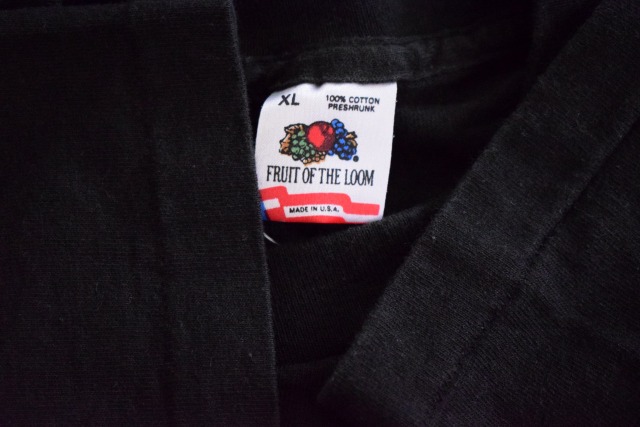 XL
100% COTTON
PRESHRUNK
FRUIT OF THE LOOM
MADE IN U.S.A.